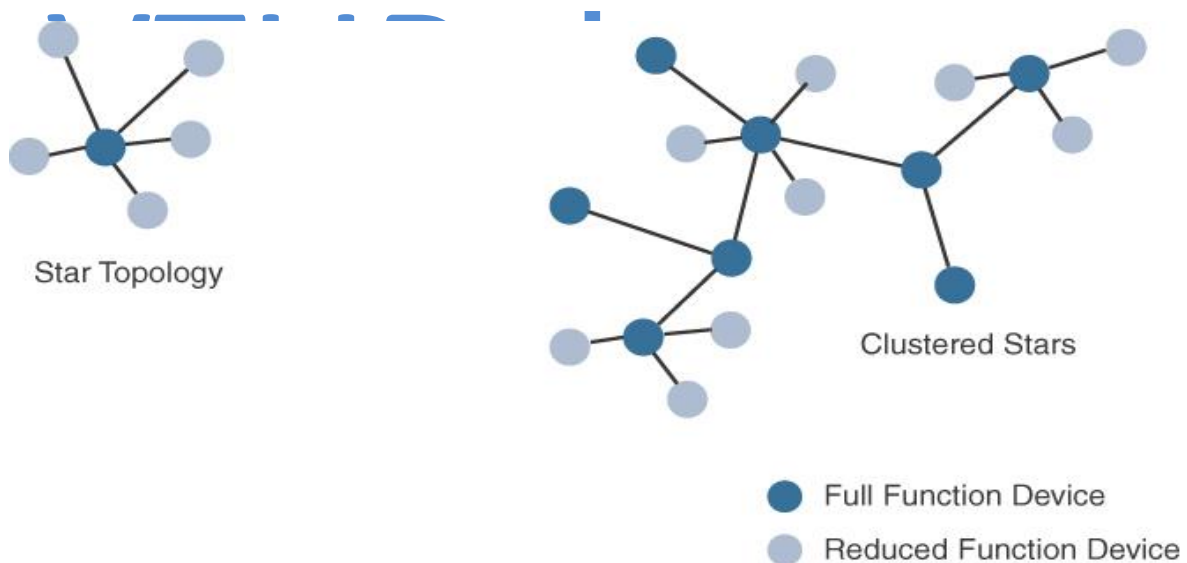 Star Topology
Clustered Stars
Full Function Device
Reduced Function Device